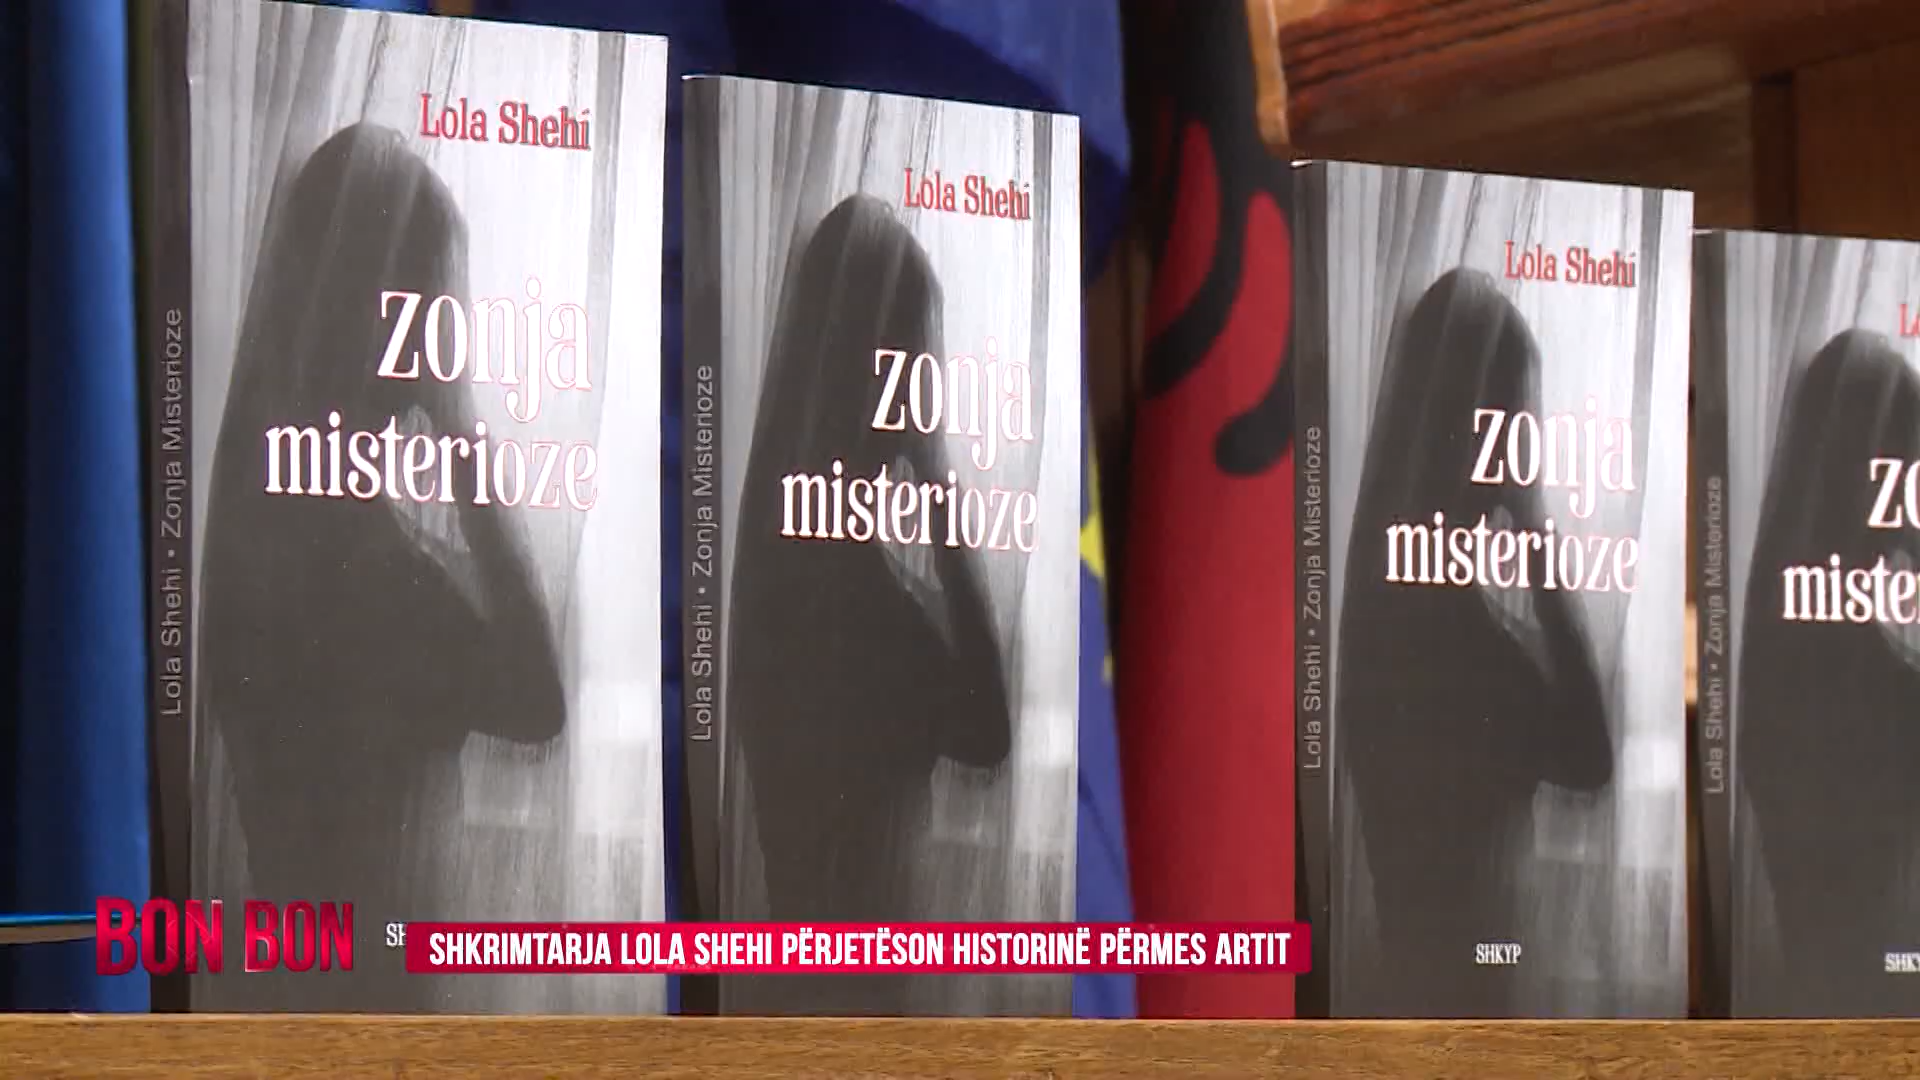 Lola Shehi
zonja
misterioze
Lola Shehi • Zonja Misterioze
Lola Shehi
zonja
misterioze
Lola Shehi • Zonja Misterioze
Lola Shehi
zonja
misterioze
Lola Shehi • Zonja Misterioze
SHKYP
Lola Shehi • Zonja Misterioze
BON BON
SHKRIMTARJA LOLA SHEHI PËRJETËSON HISTORINË PËRMES ARTIT